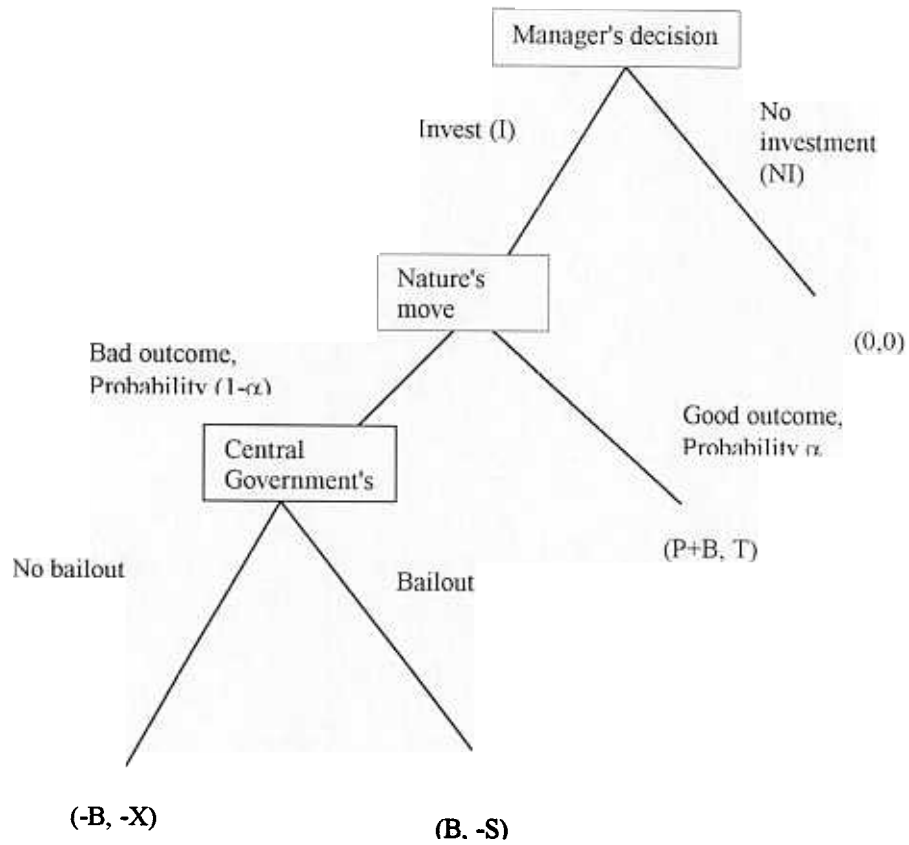 Manager's decision
Invest (I)
No
investment
(NI)
Nature's
move
(0,0)
Bad outcome,
Probability (1-α)
Good outcome,
Probability α
Central
Government's
(P+B, T)
No bailout
Bailout
(-B, -X)
(B, -S)